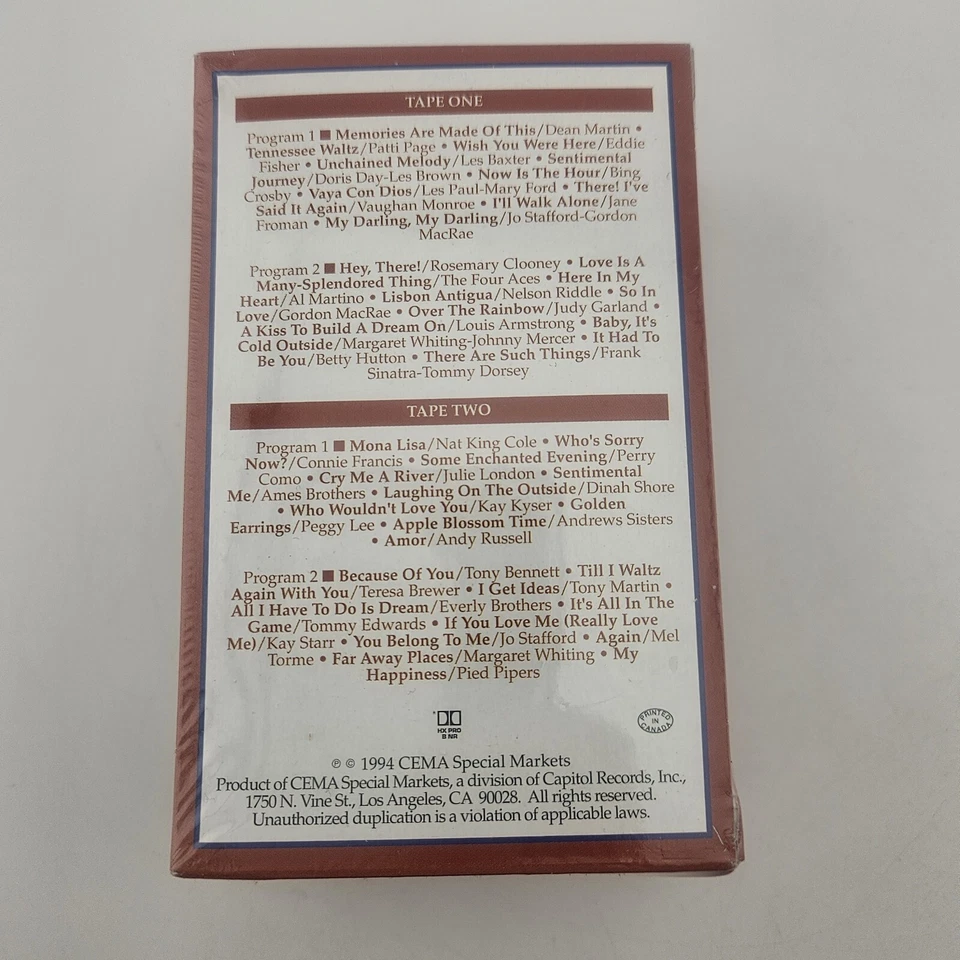 TAPE ONE
Program 1 ■ Memories Are Made Of This/Dean Martin •
Tennessee Waltz/Patti Page • Wish You Were Here/Eddie
Fisher • Unchained Melody/Les Baxter • Sentimental
Journey/Doris Day-Les Brown • Now Is The Hour/Bing
Crosby • Vaya Con Dios/Les Paul-Mary Ford • There! I've
Said It Again/Vaughan Monroe • I'll Walk Alone/Jane
Froman • My Darling, My Darling/Jo Stafford-Gordon
MacRae
Program 2 ■ Hey, There!/Rosemary Clooney • Love Is A
Many-Splendored Thing/The Four Aces • Here In My
Heart/Al Martino • Lisbon Antigua/Nelson Riddle • So In
Love/Gordon MacRae • Over The Rainbow/Judy Garland •
A Kiss To Build A Dream On/Louis Armstrong • Baby, It's
Cold Outside/Margaret Whiting-Johnny Mercer • It Had To
Be You/Betty Hutton • There Are Such Things/Frank
Sinatra-Tommy Dorsey
TAPE TWO
Program 1 ■ Mona Lisa/Nat King Cole • Who's Sorry
Now?/Connie Francis • Some Enchanted Evening/Perry
Como • Cry Me A River/Julie London • Sentimental
Me/Ames Brothers • Laughing On The Outside/Dinah Shore
• Who Wouldn't Love You/Kay Kyser • Golden
Earrings/Peggy Lee • Apple Blossom Time/Andrews Sisters
• Amor/Andy Russell
Program 2 ■ Because Of You/Tony Bennett • Till I Waltz
Again With You/Teresa Brewer • I Get Ideas/Tony Martin •
All I Have To Do Is Dream/Everly Brothers • It's All In The
Game/Tommy Edwards • If You Love Me (Really Love
Me)/Kay Starr • You Belong To Me/Jo Stafford • Again/Mel
Torme • Far Away Places/Margaret Whiting • My
Happiness/Pied Pipers
HX PRO
B NR
PRINTED
IN
CANADA
℗ © 1994 CEMA Special Markets
Product of CEMA Special Markets, a division of Capitol Records, Inc.,
1750 N. Vine St., Los Angeles, CA 90028. All rights reserved.
Unauthorized duplication is a violation of applicable laws.